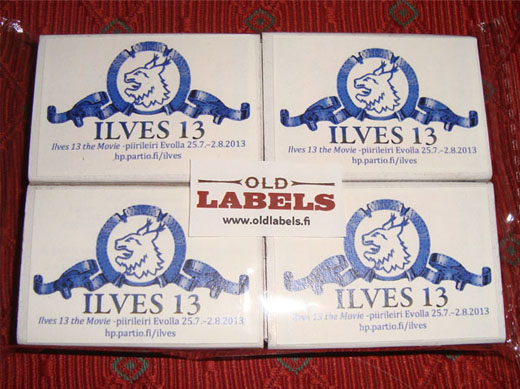 ILVES 13
Ilves 13 the Movie -piirileiri Evolla 25.7.–2.8.2013
hp.partio.fi/ilves
ILVES 13
Ilves 13 the Movie -piirileiri Evolla 25.7.–2.8.2013
hp.partio.fi/ilves
OLD
LABELS
www.oldlabels.fi
ILVES 13
Ilves 13 the Movie -piirileiri Evolla 25.7.–2.8.2013
hp.partio.fi/ilves
ILVES 13
Ilves 13 the Movie -piirileiri Evolla 25.7.–2.8.2013
hp.partio.fi/ilves